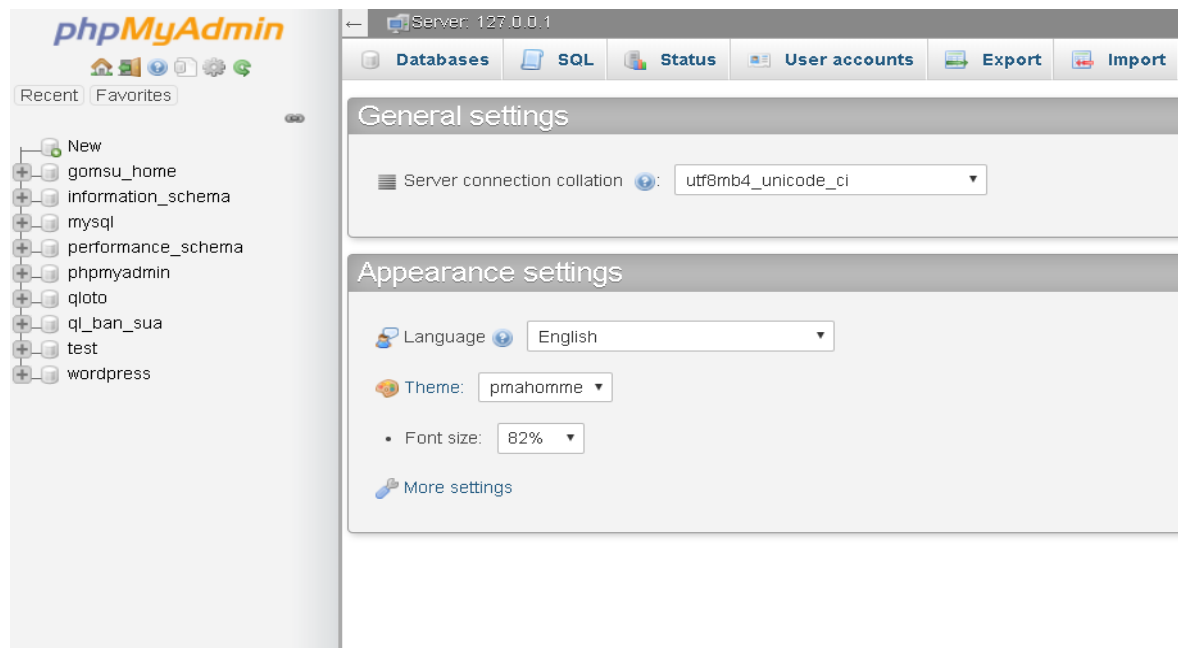 phpMyAdmin
Recent Favorites
New
gomsu_home
information_schema
mysql
performance_schema
phpmyadmin
qloto
ql_ban_sua
test
wordpress
← Server: 127.0.0.1
Databases SQL Status User accounts Export Import
General settings
Server connection collation : utf8mb4_unicode_ci
Appearance settings
Language English
Theme: pmahomme
• Font size: 82%
More settings